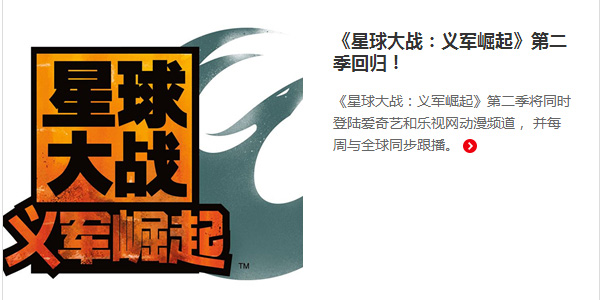 星球
大战
义军崛起
TM
《星球大战：义军崛起》第二
季回归！
《星球大战：义军崛起》第二季将同时
登陆爱奇艺和乐视网动漫频道 ，并每
周与全球同步跟播。